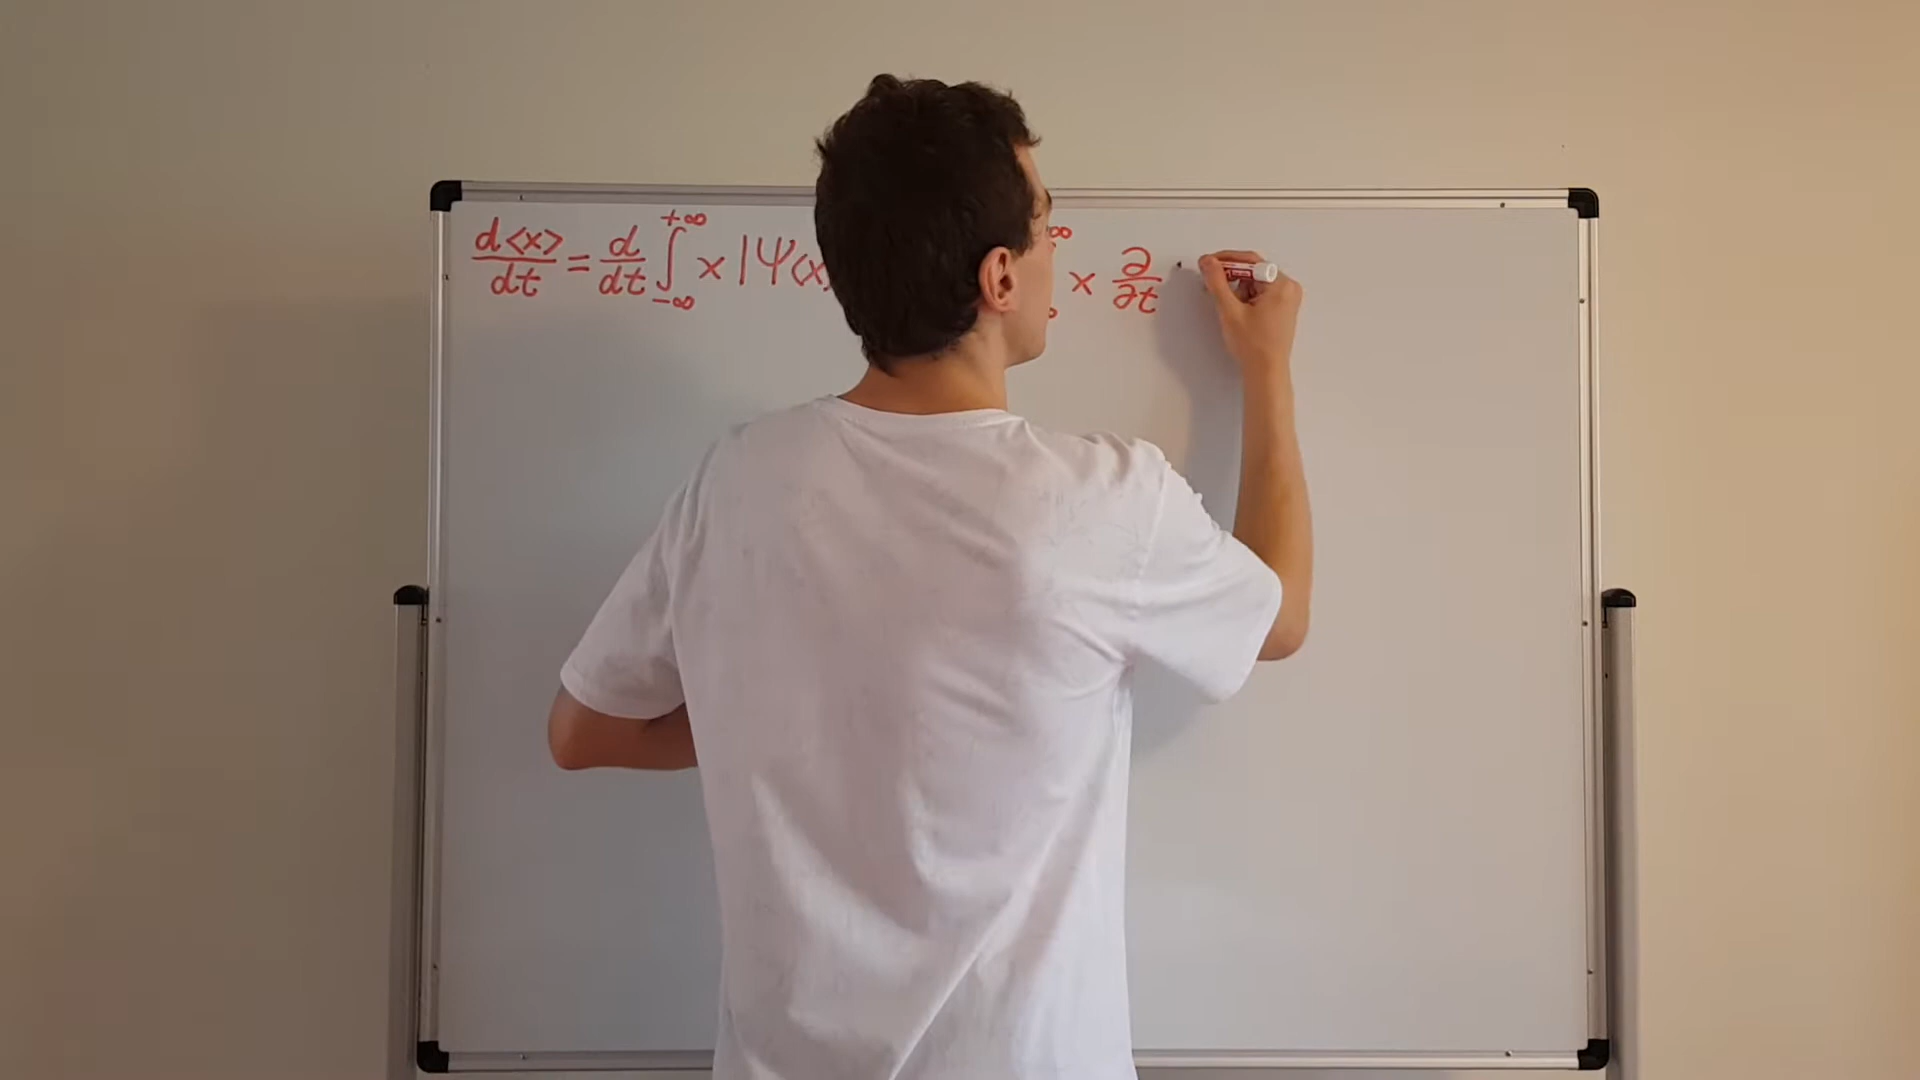 d<x>/dt = d/dt ∫_{-∞}^{+∞} x |Ψ(x, ∞ x ∂/∂t